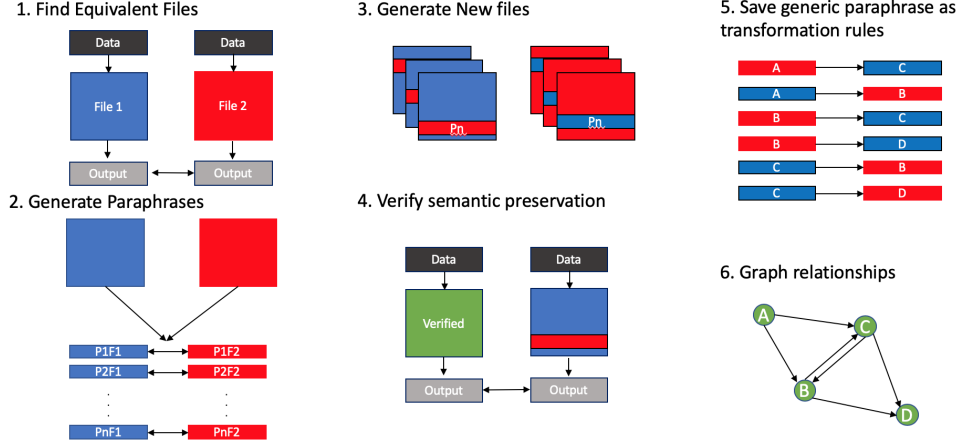 1. Find Equivalent Files
Data
Data
File 1
File 2
Output
Output
2. Generate Paraphrases
P1F1
P1F2
P2F1
P2F2
PnF1
PnF2
3. Generate New files
Pn
Pn
4. Verify semantic preservation
Data
Data
Verified
Output
Output
5. Save generic paraphrase as
transformation rules
A
C
A
B
B
C
B
D
C
B
C
D
6. Graph relationships
A
C
B
D